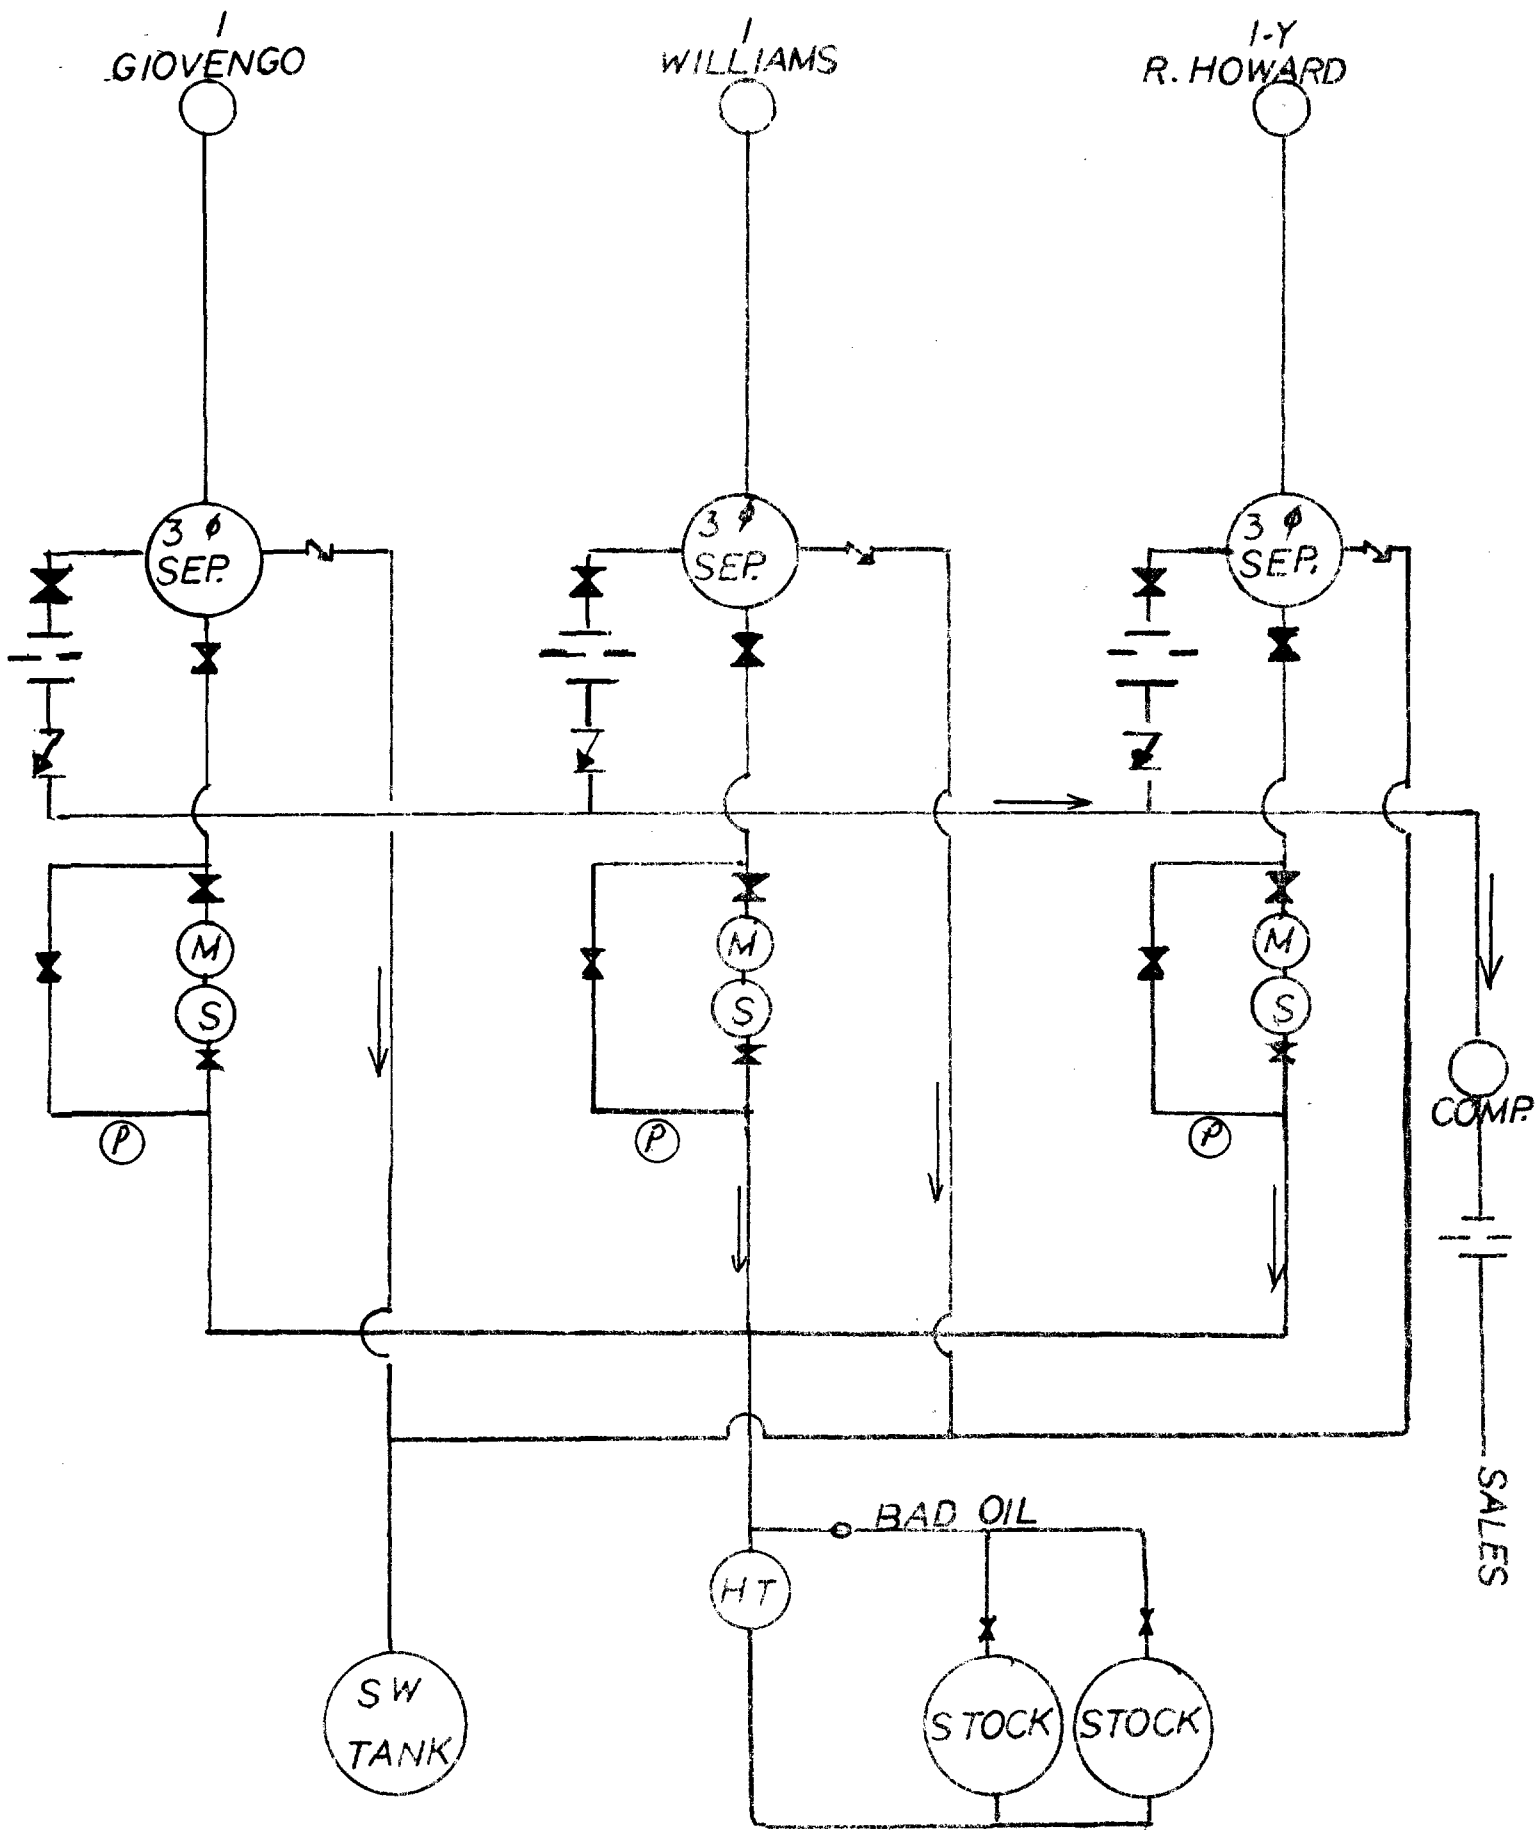 1
GIOVENGO
1
WILLIAMS
1-Y
R. HOWARD
3 φ
SEP.
3 φ
SEP.
3 φ
SEP.
M
S
P
M
S
P
M
S
P
COMP.
SALES
BAD OIL
HT
SW
TANK
STOCK
STOCK